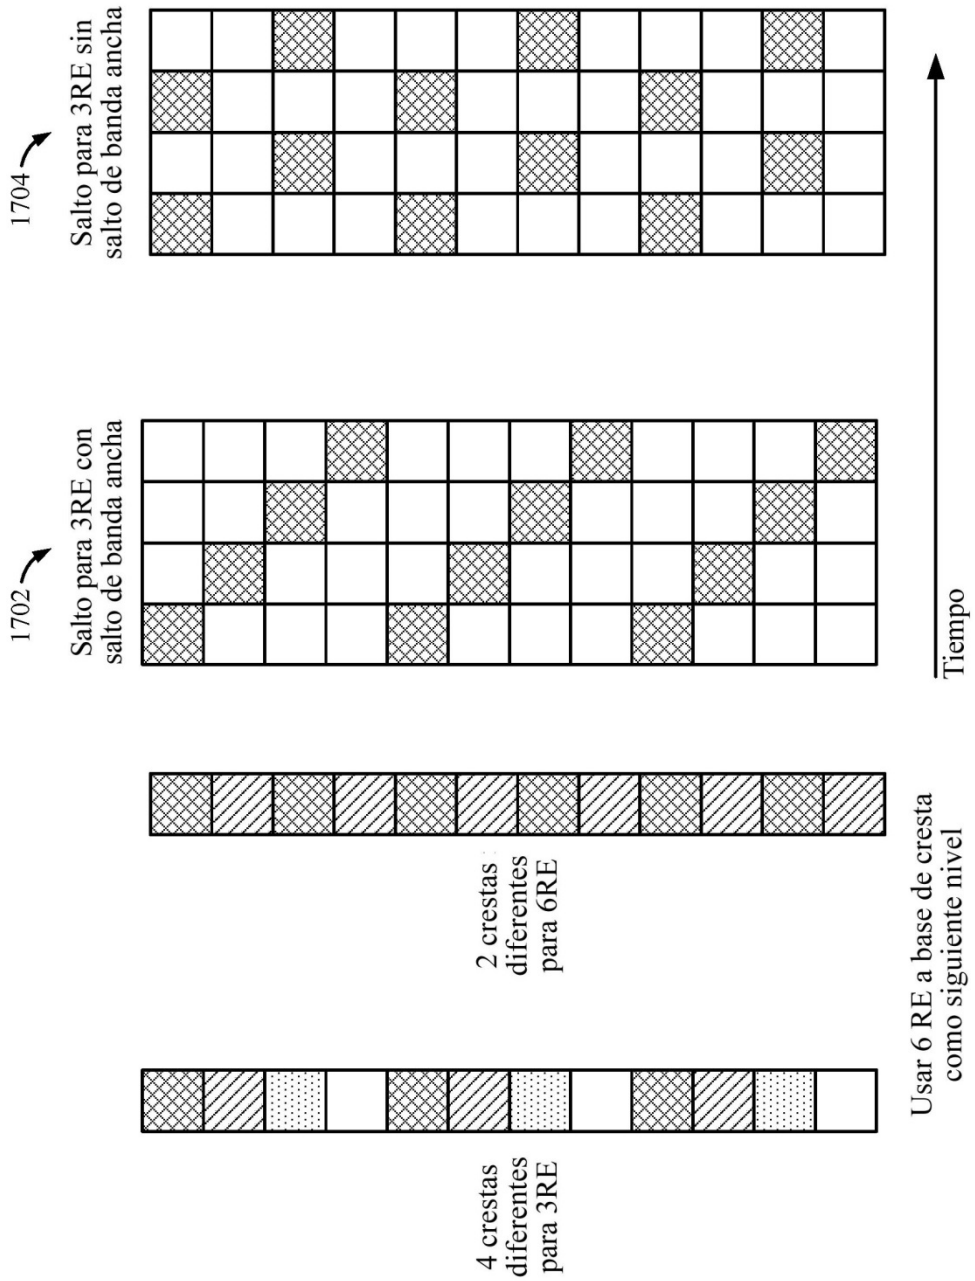 4 crestas
diferentes
para 3RE
2 crestas
diferentes
para 6RE
Usar 6 RE a base de cresta
como siguiente nivel
1702
Salto para 3RE con
salto de banda ancha
1704
Salto para 3RE sin
salto de banda ancha
Tiempo